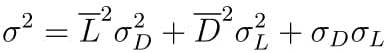 σ² = L̅²σ_D² + D̅²σ_L² + σ_Dσ_L